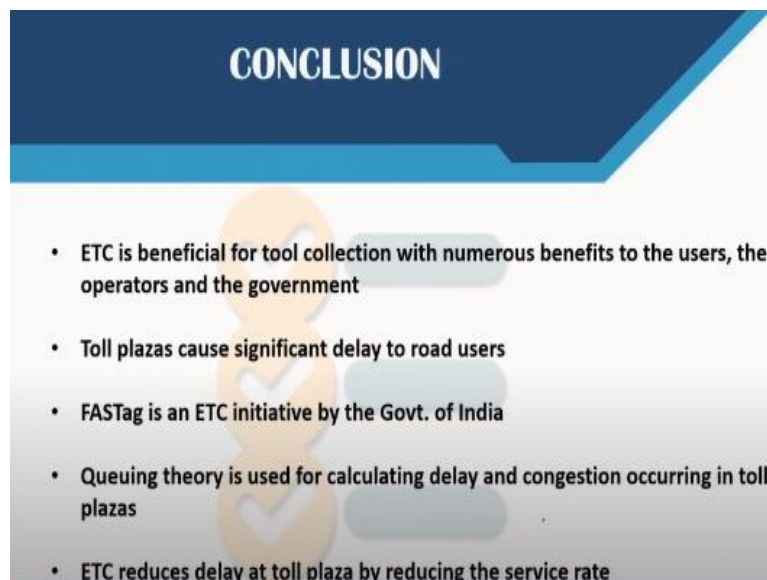 CONCLUSION
• ETC is beneficial for tool collection with numerous benefits to the users, the
operators and the government
• Toll plazas cause significant delay to road users
• FASTag is an ETC initiative by the Govt. of India
• Queuing theory is used for calculating delay and congestion occurring in toll
plazas
• ETC reduces delay at toll plaza by reducing the service rate